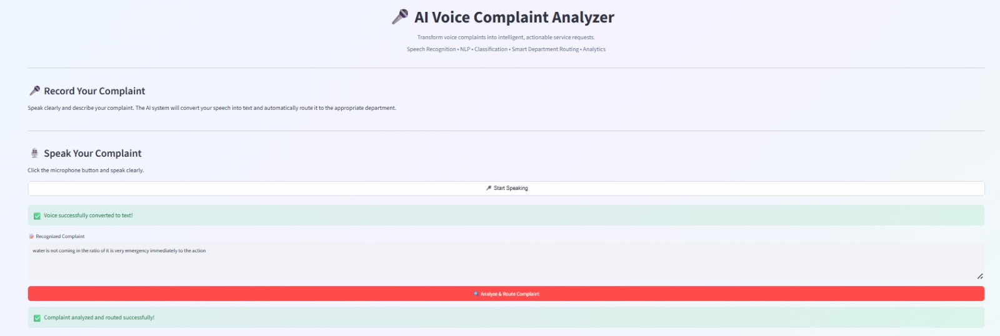 🎤 AI Voice Complaint Analyzer
Transform voice complaints into intelligent, actionable service requests.
Speech Recognition • NLP • Classification • Smart Department Routing • Analytics
🎤 Record Your Complaint
Speak clearly and describe your complaint. The AI system will convert your speech into text and automatically route it to the appropriate department.
🎙️ Speak Your Complaint
Click the microphone button and speak clearly.
🎤 Start Speaking
✅ Voice successfully converted to text!
📝 Recognized Complaint
water is not coming in the ratio of it is very emergency immediately to the action
🔍 Analyze & Route Complaint
✅ Complaint analyzed and routed successfully!